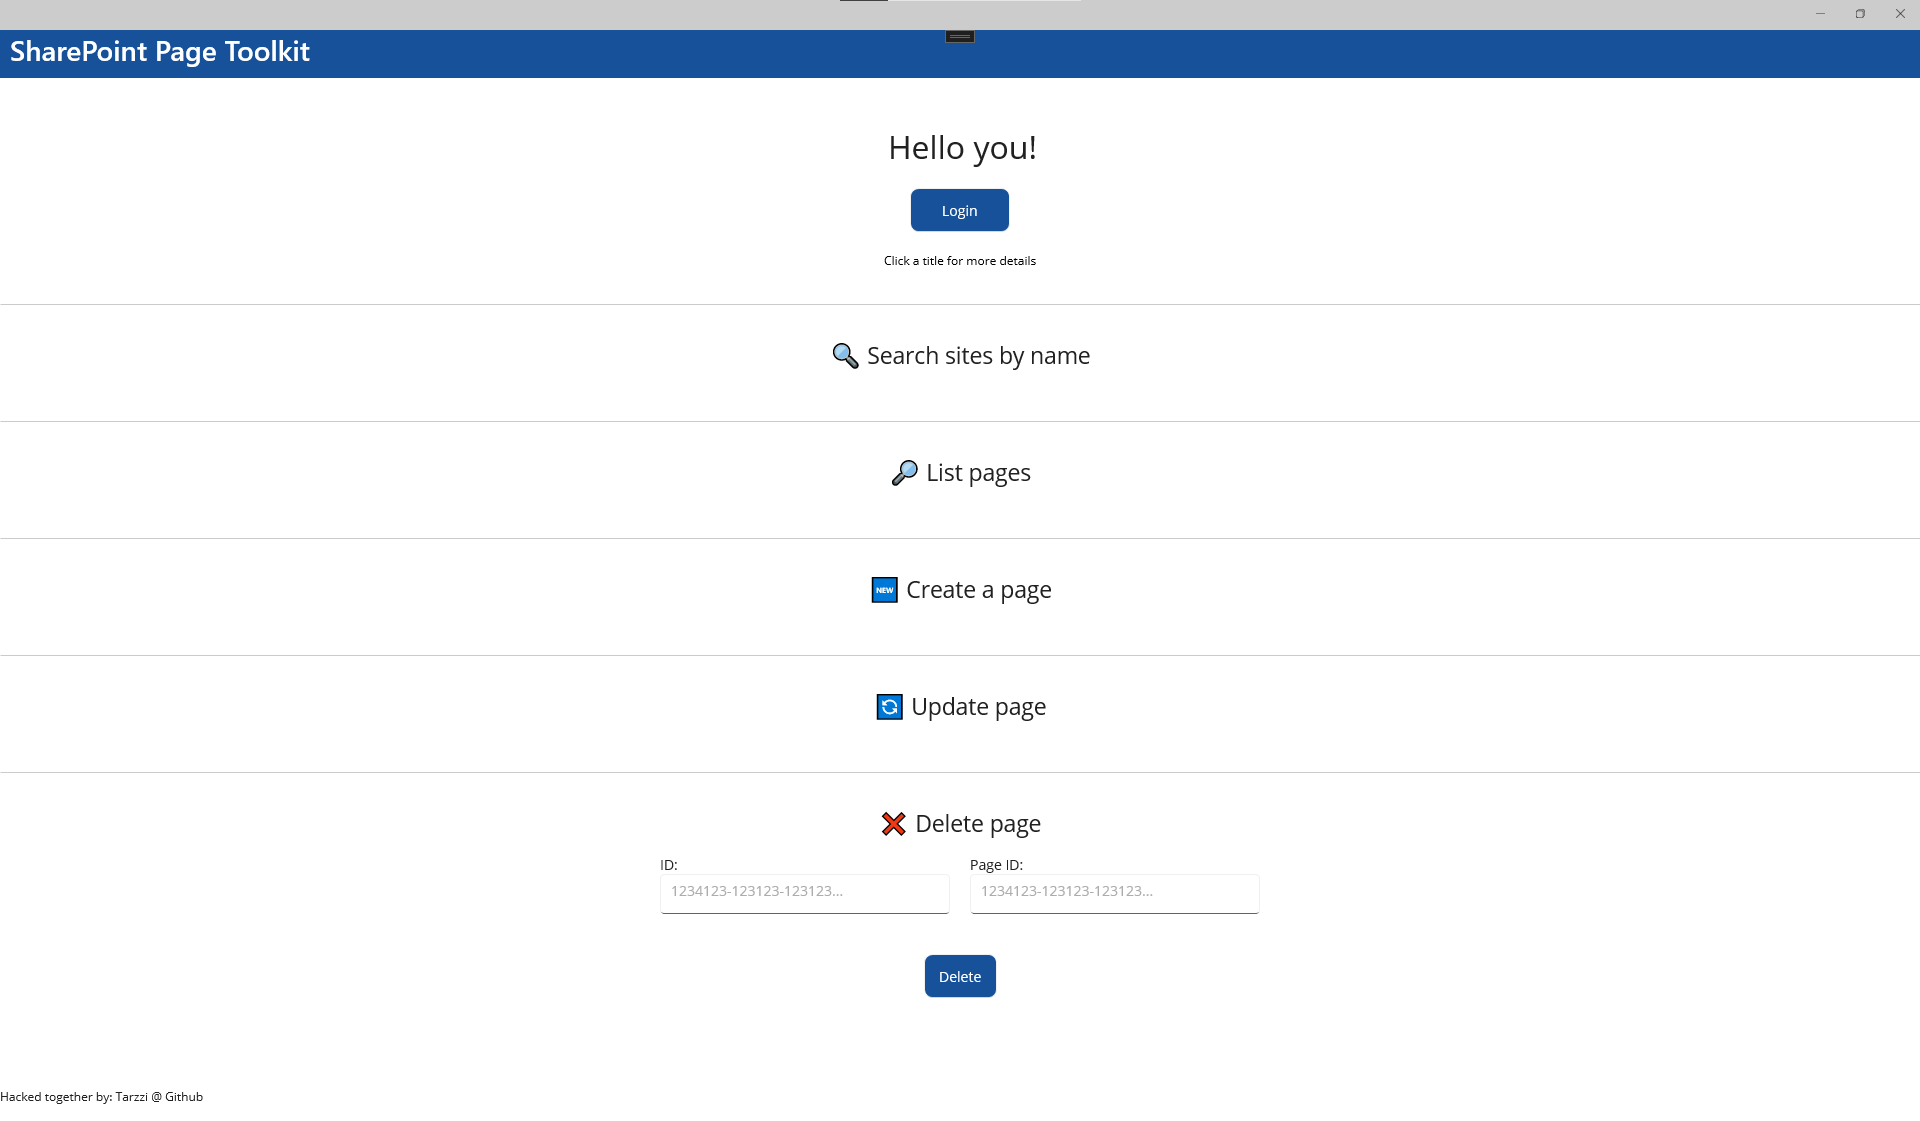 SharePoint Page Toolkit
Hello you!
Login
Click a title for more details
🔍 Search sites by name
🔎 List pages
🆕 Create a page
🔄 Update page
❌ Delete page
ID: Page ID:
1234123-123123-123123... 1234123-123123-123123...
Delete
Hacked together by: Tarzzi @ Github